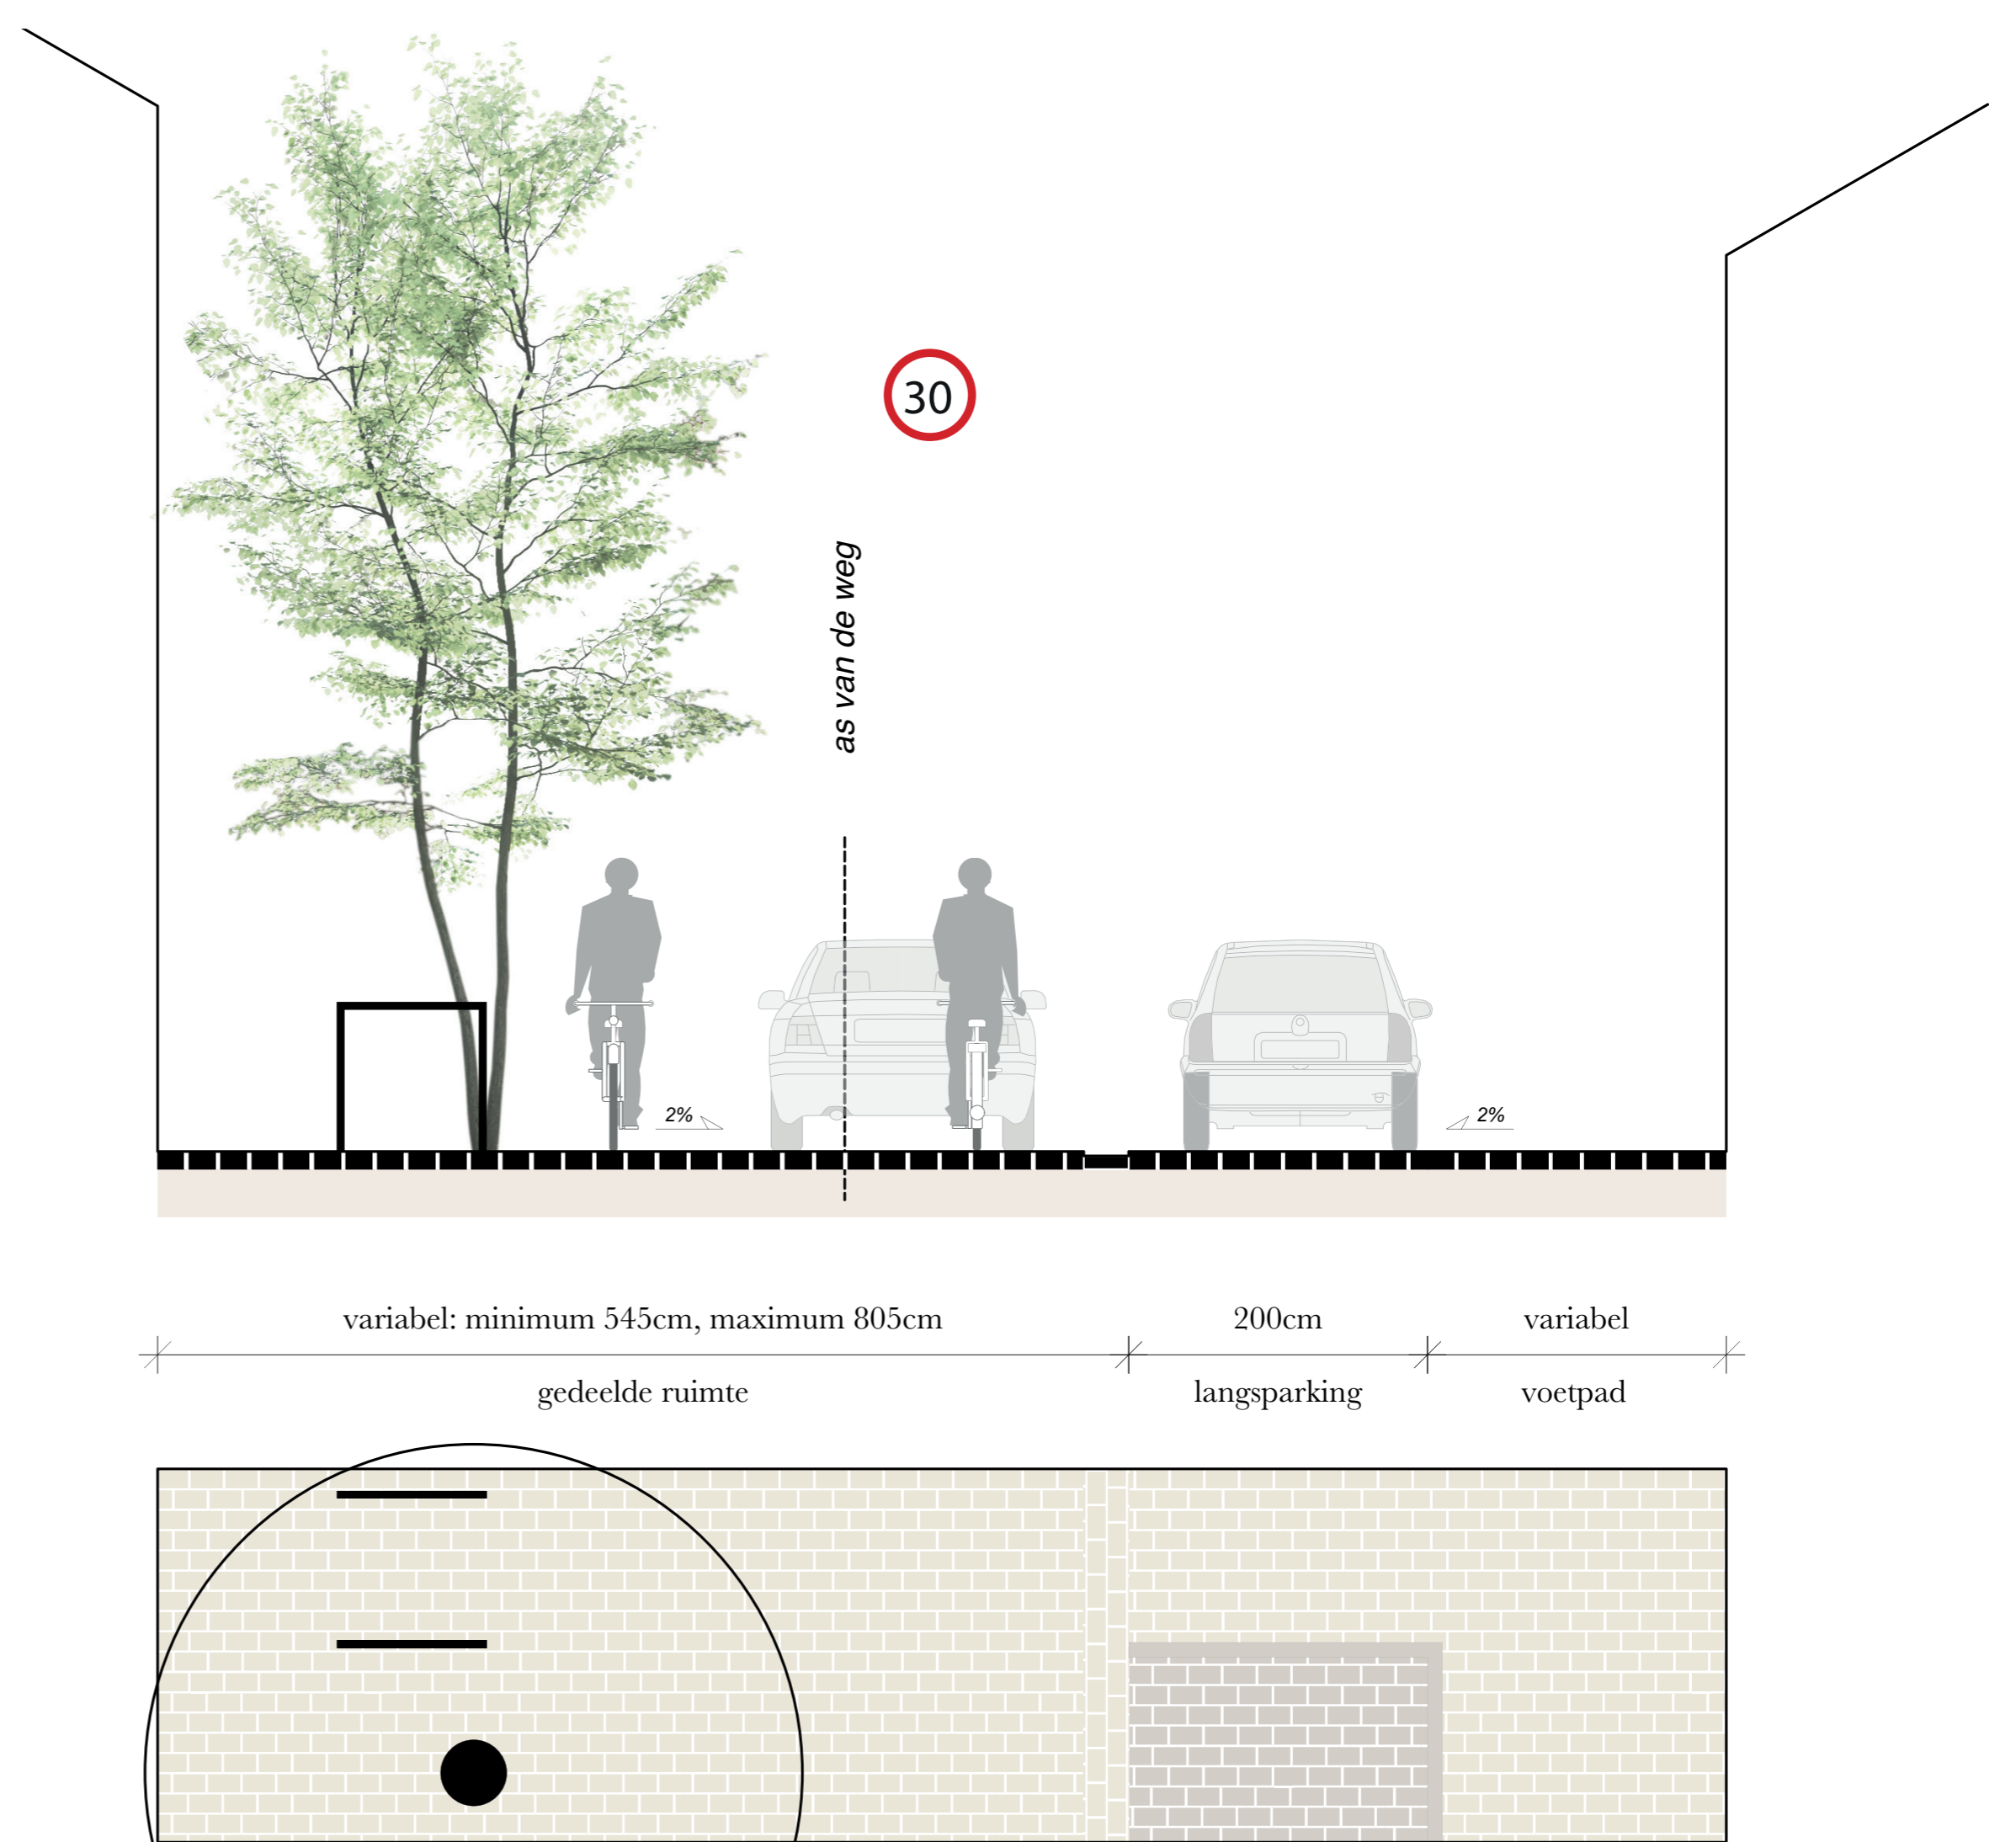 30
as van de weg
2%
2%
variabel: minimum 545cm, maximum 805cm
200cm
variabel
gedeelde ruimte
langsparking
voetpad